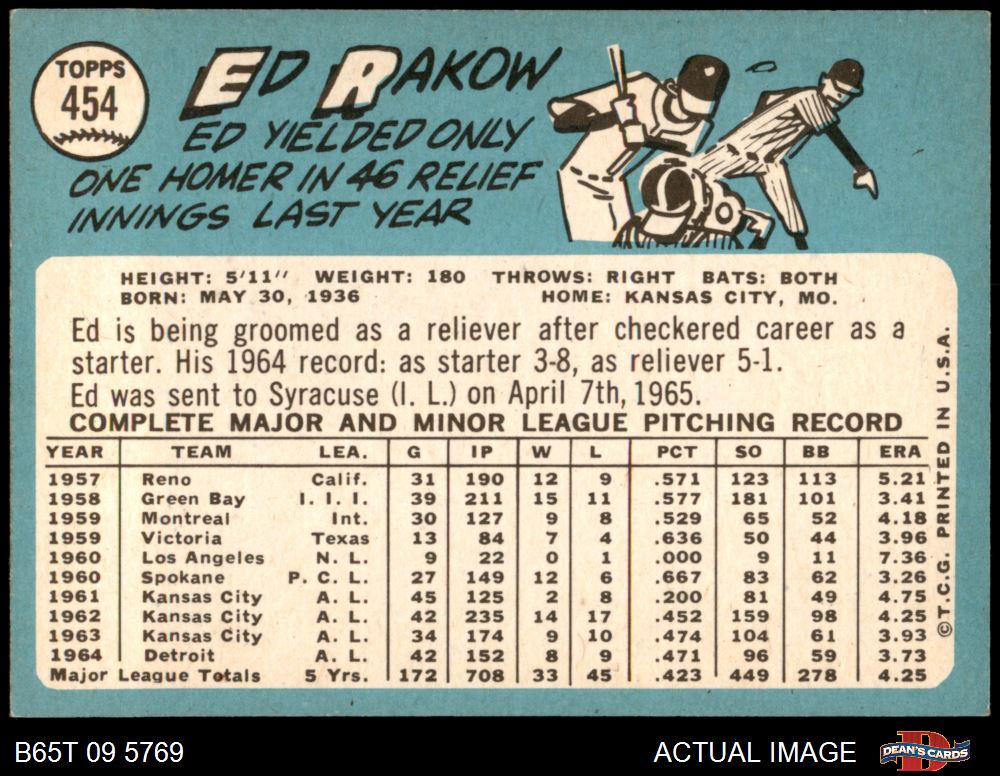 TOPPS
454
ED RAKOW
ED YIELDED ONLY
ONE HOMER IN 46 RELIEF
INNINGS LAST YEAR
HEIGHT: 5'11" WEIGHT: 180 THROWS: RIGHT BATS: BOTH
BORN: MAY 30, 1936 HOME: KANSAS CITY, MO.
Ed is being groomed as a reliever after checkered career as a
starter. His 1964 record: as starter 3-8, as reliever 5-1.
Ed was sent to Syracuse (I. L.) on April 7th, 1965.
COMPLETE MAJOR AND MINOR LEAGUE PITCHING RECORD
YEAR TEAM LEA. G IP W L PCT SO BB ERA
1957 Reno Calif. 31 190 12 9 .571 123 113 5.21
1958 Green Bay I. I. I. 39 211 15 11 .577 181 101 3.41
1959 Montreal Int. 30 127 9 8 .529 65 52 4.18
1959 Victoria Texas 13 84 7 4 .636 50 44 3.96
1960 Los Angeles N. L. 9 22 0 1 .000 9 11 7.36
1960 Spokane P. C. L. 27 149 12 6 .667 83 62 3.26
1961 Kansas City A. L. 45 125 2 8 .200 81 49 4.75
1962 Kansas City A. L. 42 235 14 17 .452 159 98 4.25
1963 Kansas City A. L. 34 174 9 10 .474 104 61 3.93
1964 Detroit A. L. 42 152 8 9 .471 96 59 3.73
Major League Totals 5 Yrs. 172 708 33 45 .423 449 278 4.25
©T.C.G. PRINTED IN U.S.A.
B65T 09 5769 ACTUAL IMAGE
D
DEAN'S CARDS